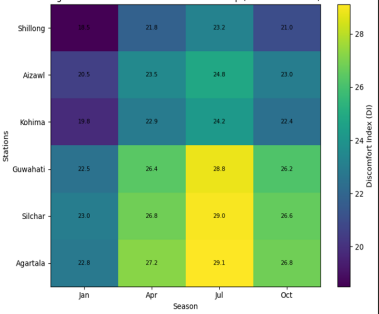 Shillong 21.8 23.2 21.0
Aizawl 20.5 23.5 24.8 23.0
Kohima 19.8 22.9 24.2 22.4
Guwahati 22.5 26.4 28.8 26.2
Silchar 23.0 26.8 29.0 26.6
Agartala 22.8 27.2 29.1 26.8
Jan Apr Jul Oct
Season
Stations
28
26
24
22
20
Discomfort Index (DI)